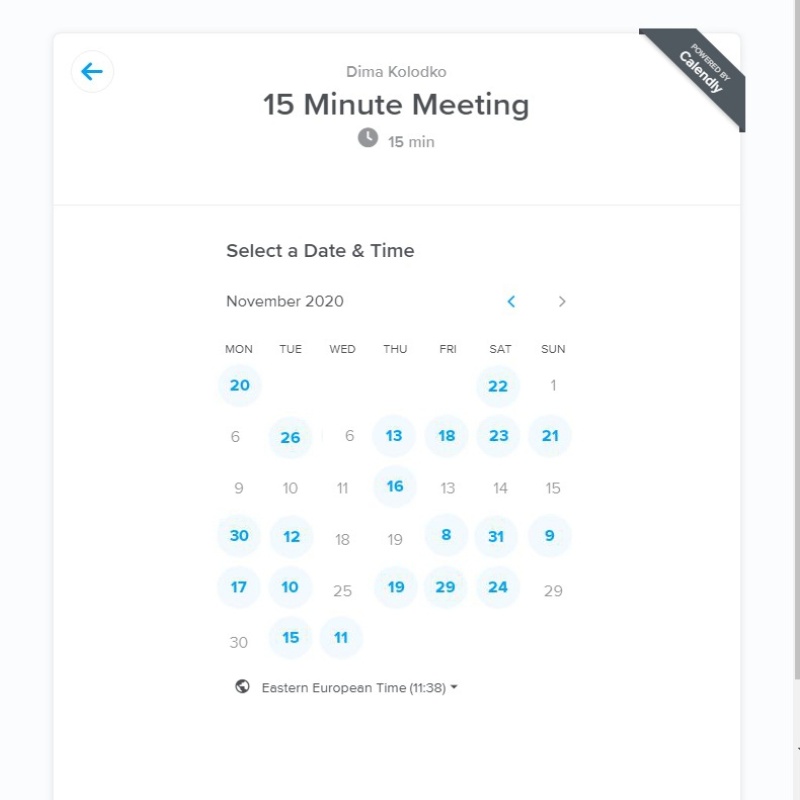 POWERED BY
Calendly
Dima Kolodko
15 Minute Meeting
15 min
Select a Date & Time
November 2020
MON TUE WED THU FRI SAT SUN
20 22 1
6 26 6 13 18 23 21
9 10 11 16 13 14 15
30 12 18 19 8 31 9
17 10 25 19 29 24 29
30 15 11
Eastern European Time (11:38)